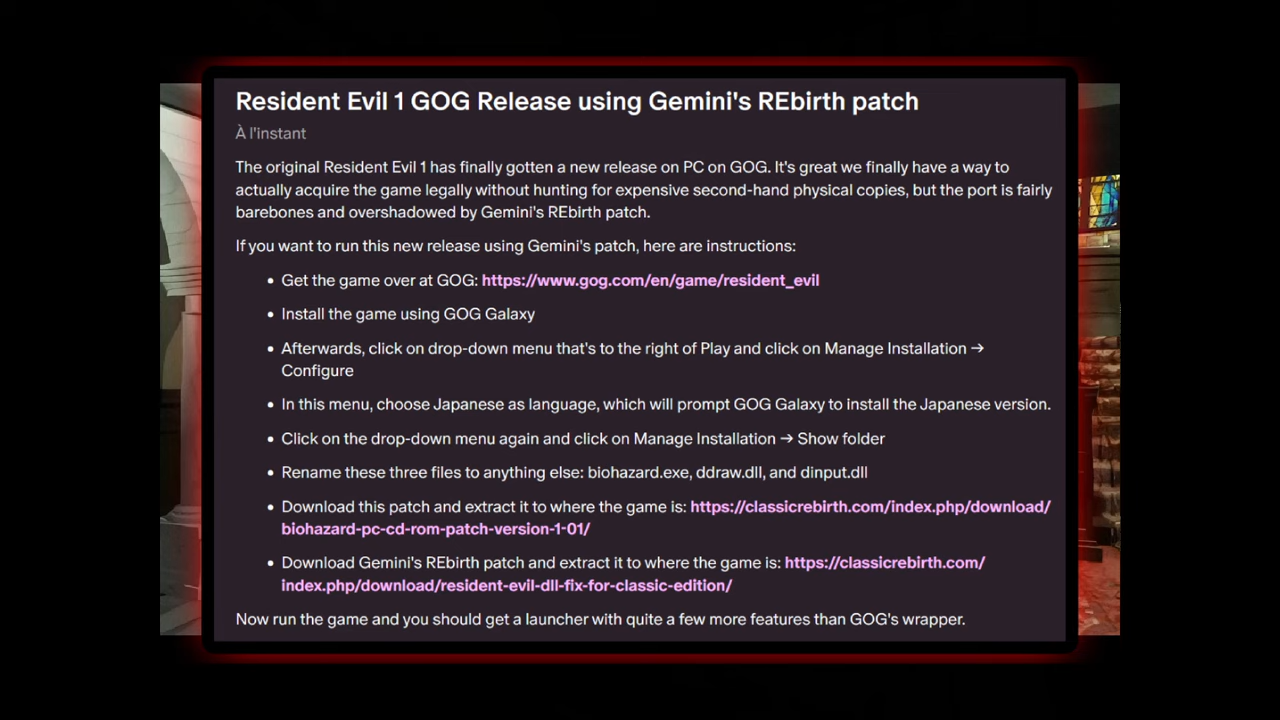 Resident Evil 1 GOG Release using Gemini's REbirth patch
À l'instant
The original Resident Evil 1 has finally gotten a new release on PC on GOG. It's great we finally have a way to
actually acquire the game legally without hunting for expensive second-hand physical copies, but the port is fairly
barebones and overshadowed by Gemini's REbirth patch.
If you want to run this new release using Gemini's patch, here are instructions:
• Get the game over at GOG: https://www.gog.com/en/game/resident_evil
• Install the game using GOG Galaxy
• Afterwards, click on drop-down menu that's to the right of Play and click on Manage Installation →
Configure
• In this menu, choose Japanese as language, which will prompt GOG Galaxy to install the Japanese version.
• Click on the drop-down menu again and click on Manage Installation → Show folder
• Rename these three files to anything else: biohazard.exe, ddraw.dll, and dinput.dll
• Download this patch and extract it to where the game is: https://classicrebirth.com/index.php/download/
biohazard-pc-cd-rom-patch-version-1-01/
• Download Gemini's REbirth patch and extract it to where the game is: https://classicrebirth.com/
index.php/download/resident-evil-dll-fix-for-classic-edition/
Now run the game and you should get a launcher with quite a few more features than GOG's wrapper.